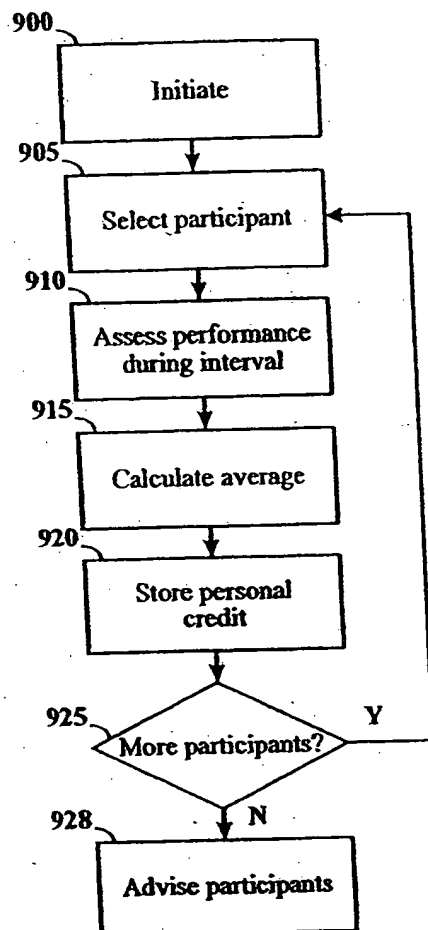 900
Initiate
905
Select participant
910
Assess performance
during interval
915
Calculate average
920
Store personal
credit
925
More participants?
Y
N
928
Advise participants